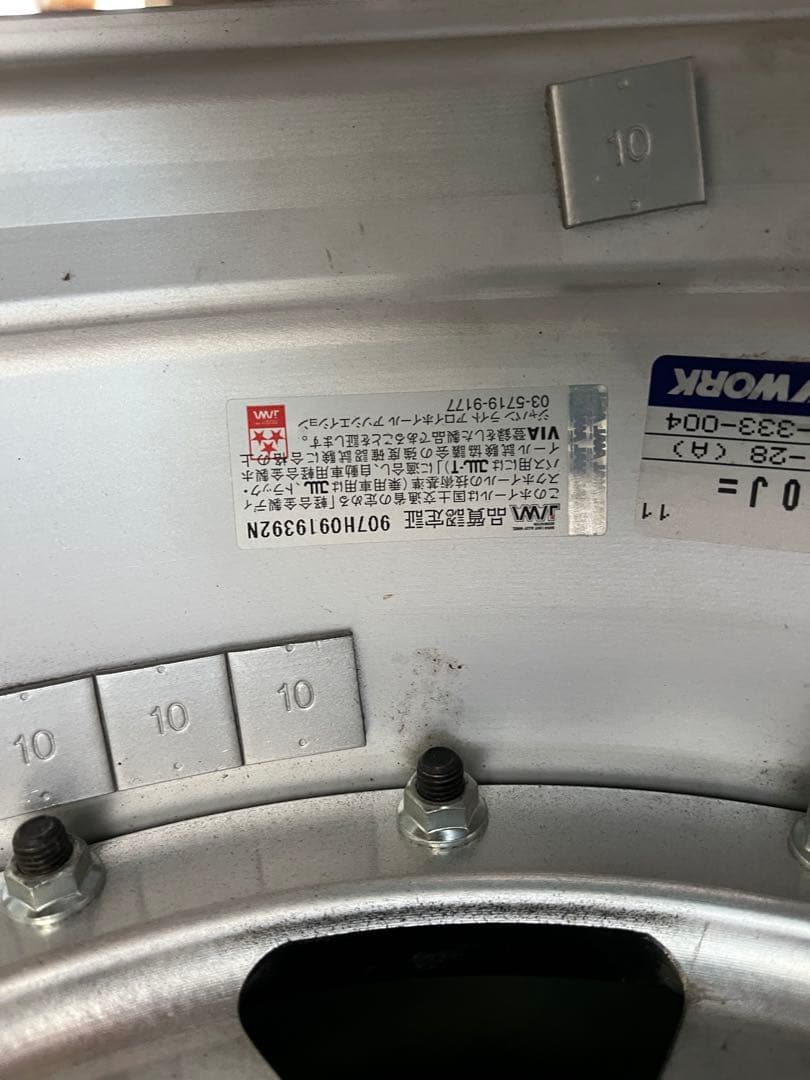 10
10
10
10
JAWA 品質認定証 907H0919392N
このホイールは国土交通省の定める「軽合金製ディ
スクホイールの技術基準(乗用車用は JWL、トラック・
バス用には JWL-T)」に適合し、自動車用軽合金製ホ
イール試験協議会の強度確認試験に合格の上
VIA登録をした製品であることを証します。
ジャパン ライト アロイホイール アソシエイション
03-5719-9177
11
0J=
-28 (A)
-333-004
WORK